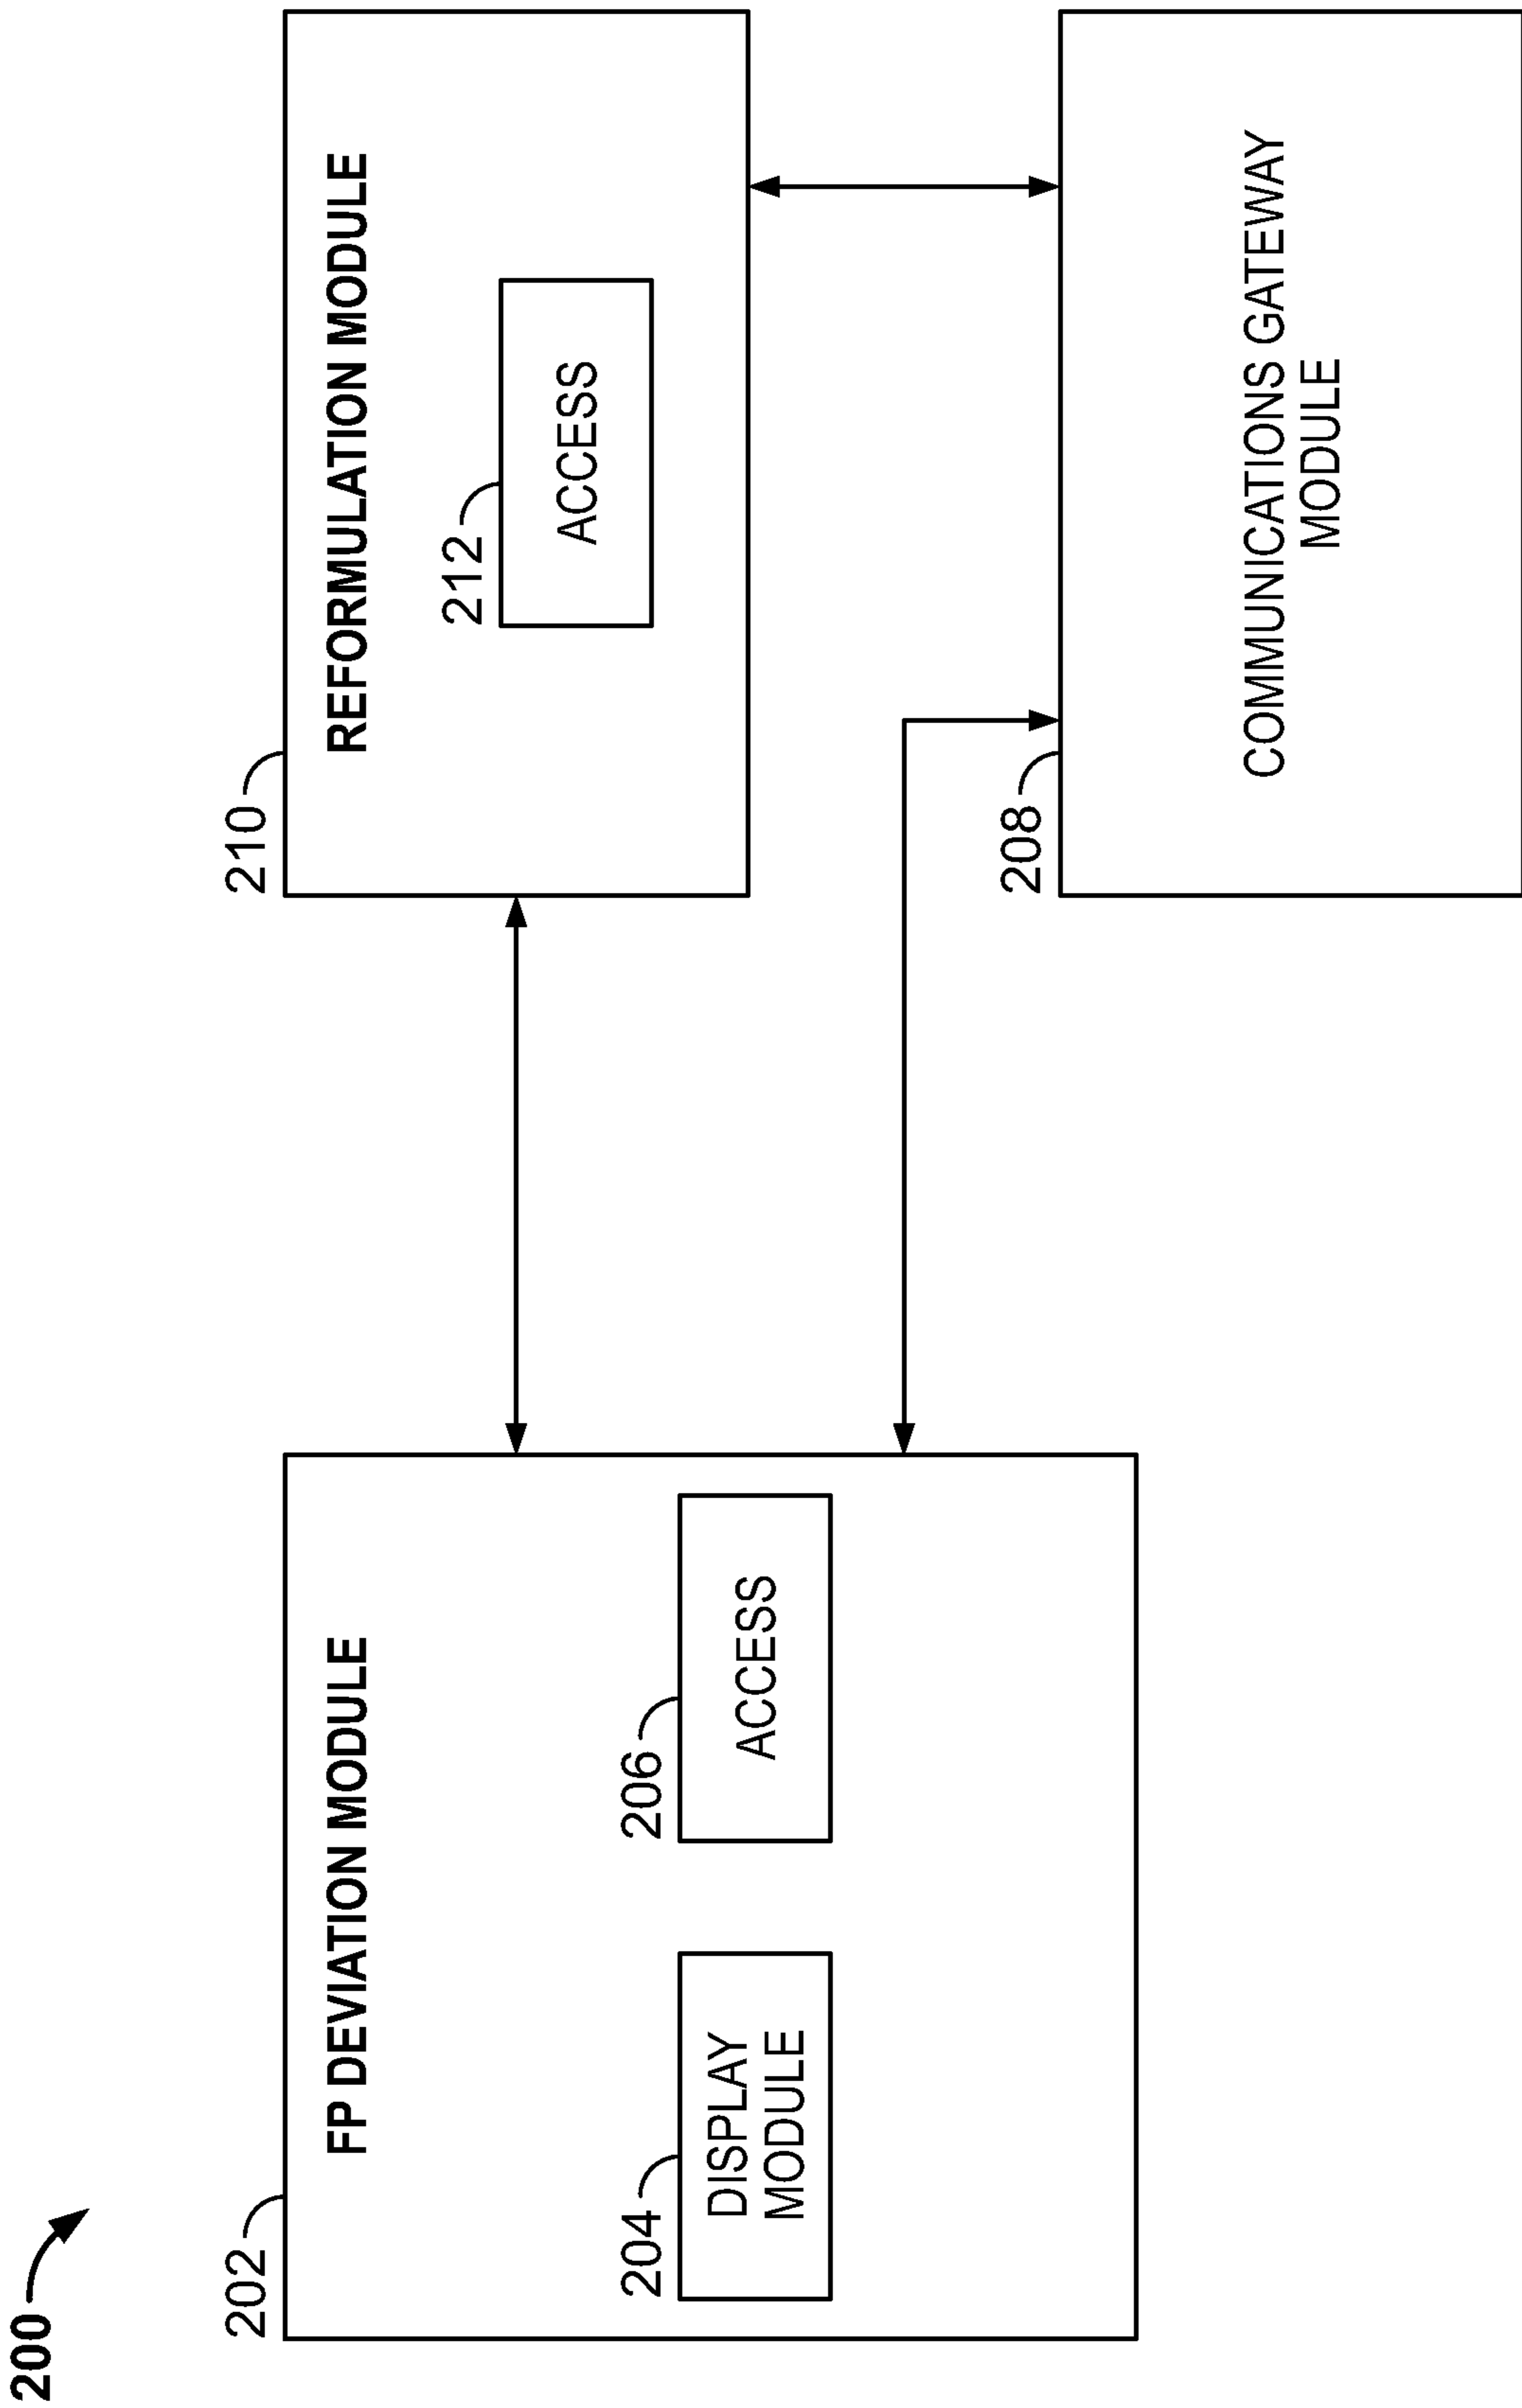 200
202
FP DEVIATION MODULE
204
DISPLAY
MODULE
206
ACCESS
210
REFORMULATION MODULE
212
ACCESS
208
COMMUNICATIONS GATEWAY
MODULE